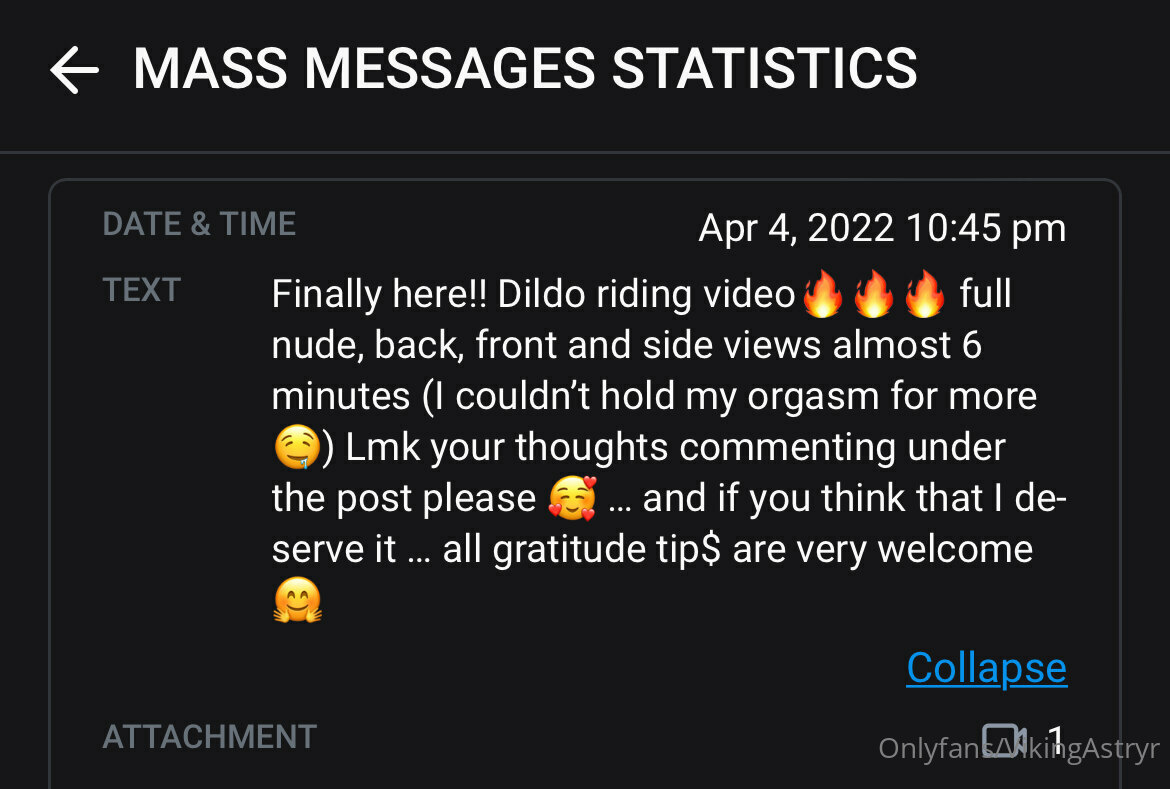 MASS MESSAGES STATISTICS
DATE & TIME
Apr 4, 2022 10:45 pm
TEXT
Finally here!! Dildo riding video🔥🔥🔥 full
nude, back, front and side views almost 6
minutes (I couldn’t hold my orgasm for more
🤤) Lmk your thoughts commenting under
the post please 🥰 … and if you think that I de-
serve it … all gratitude tip$ are very welcome
🤗
Collapse
ATTACHMENT
1
Onlyfans/VikingAstryr